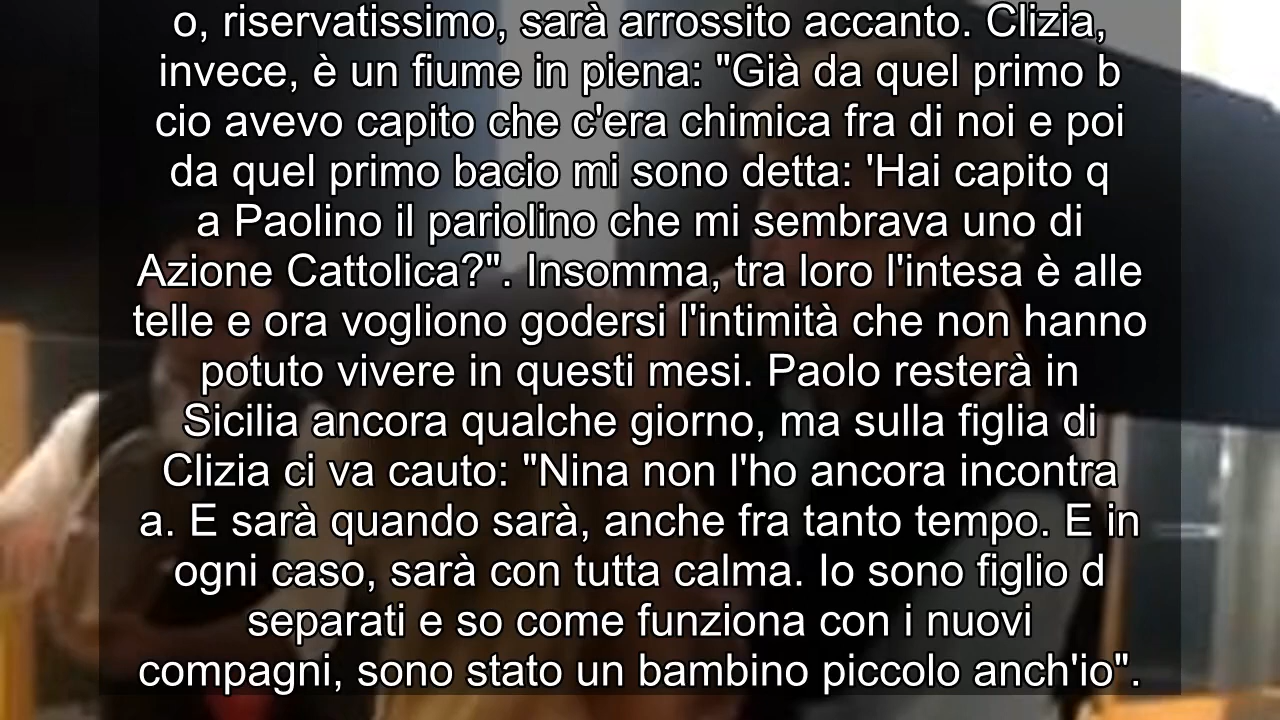 o, riservatissimo, sarà arrossito accanto. Clizia,
invece, è un fiume in piena: "Già da quel primo b
cio avevo capito che c'era chimica fra di noi e poi
da quel primo bacio mi sono detta: 'Hai capito q
a Paolino il pariolino che mi sembrava uno di
Azione Cattolica?". Insomma, tra loro l'intesa è alle
telle e ora vogliono godersi l'intimità che non hanno
potuto vivere in questi mesi. Paolo resterà in
Sicilia ancora qualche giorno, ma sulla figlia di
Clizia ci va cauto: "Nina non l'ho ancora incontra
a. E sarà quando sarà, anche fra tanto tempo. E in
ogni caso, sarà con tutta calma. Io sono figlio d
separati e so come funziona con i nuovi
compagni, sono stato un bambino piccolo anch'io".